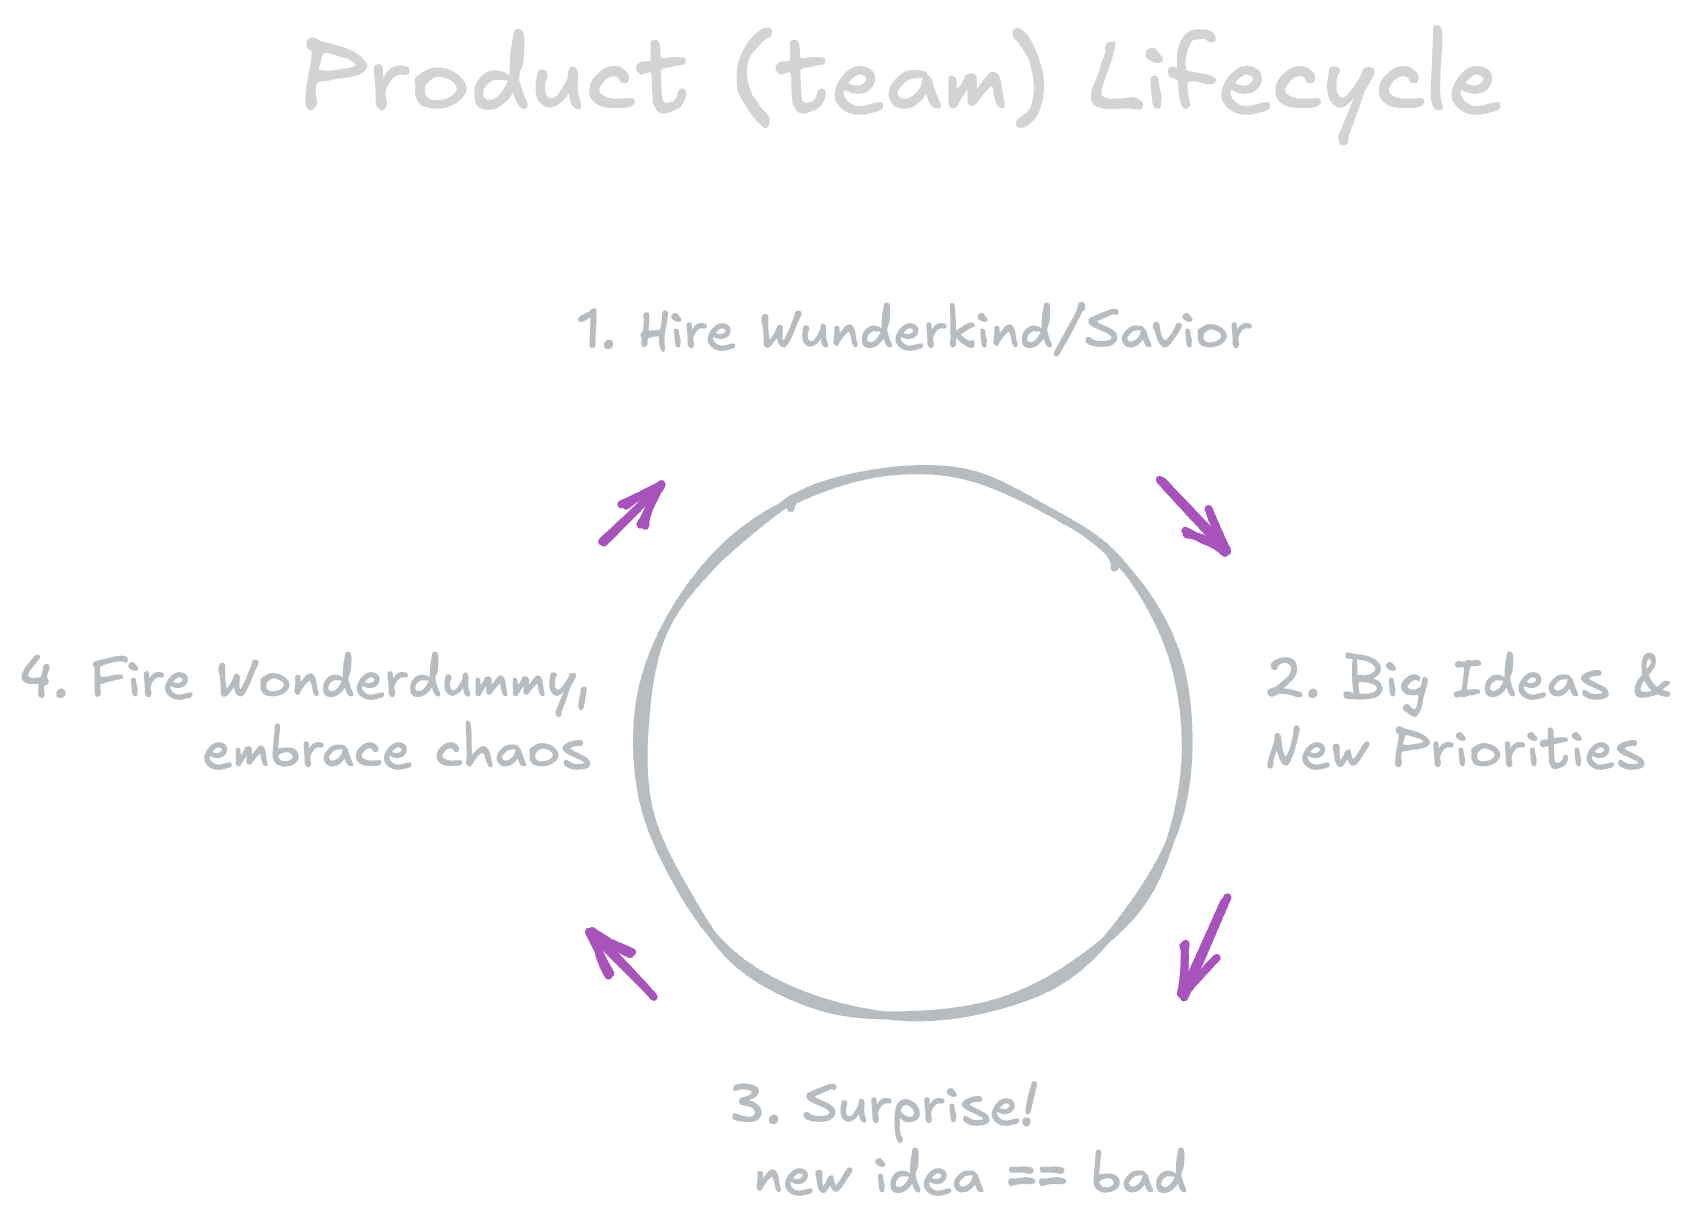 Product (team) Lifecycle
1. Hire Wunderkind/Savior
2. Big Ideas &
New Priorities
3. Surprise!
new idea == bad
4. Fire Wonderdummy,
embrace chaos